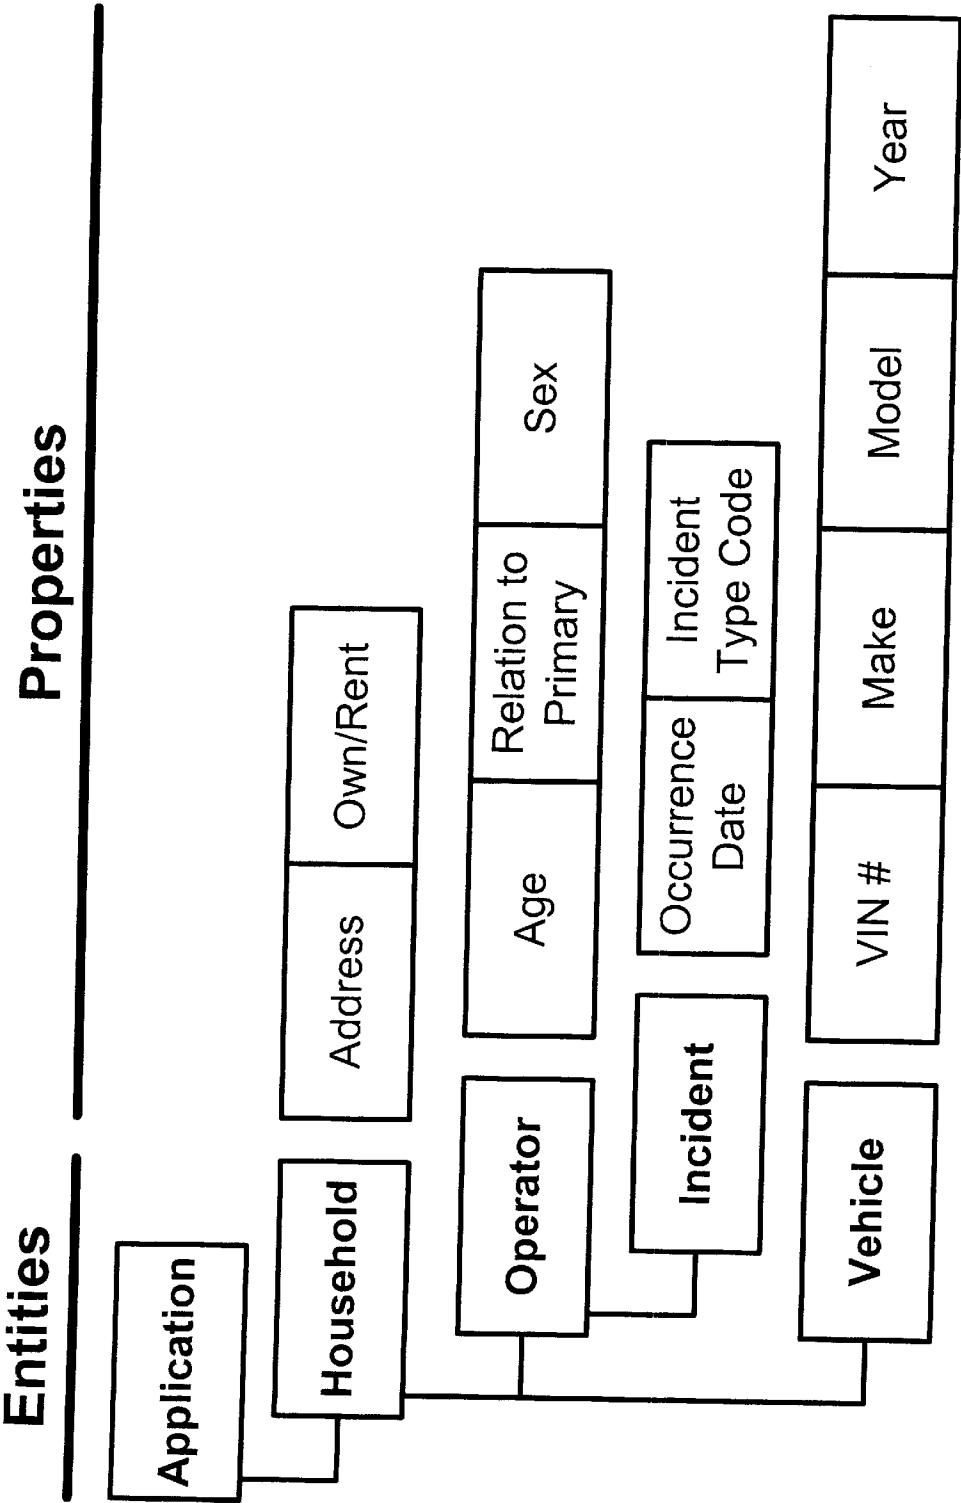 Entities
Properties
Application
Household
Address
Own/Rent
Operator
Age
Relation to
Primary
Sex
Incident
Occurrence
Date
Incident
Type Code
Vehicle
VIN #
Make
Model
Year